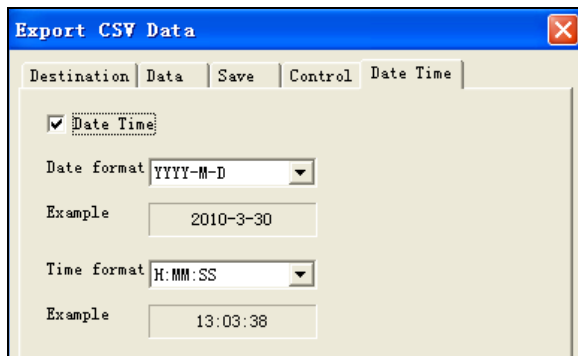 Export CSV Data
Destination Data Save Control Date Time
Date Time
Date format YYYY-M-D
Example 2010-3-30
Time format H:MM:SS
Example 13:03:38